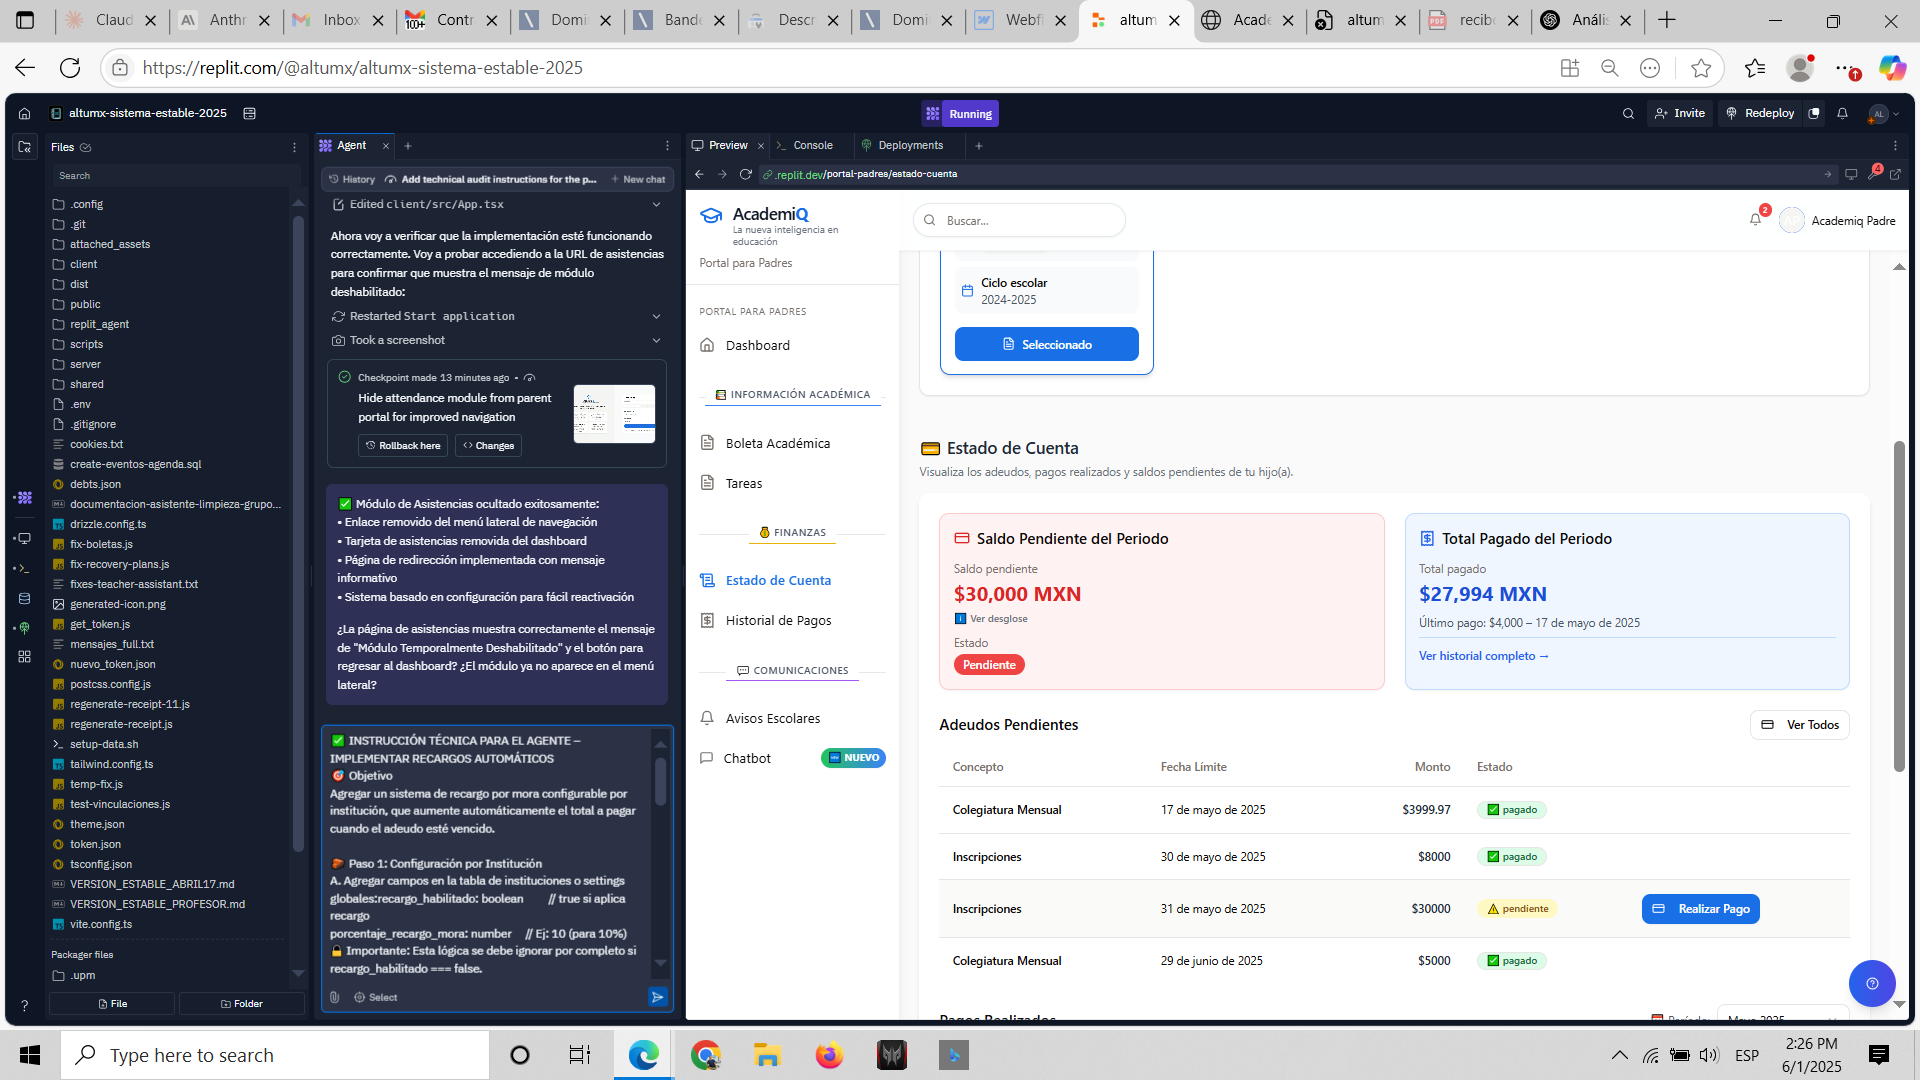 Claud
Anthr
Inbox
Contr
Domi
Bande
Descr
Domi
Webfl
altum
Acade
altum
recibo
Anális
https://replit.com/@altumx/altumx-sistema-estable-2025
altumx-sistema-estable-2025
Running
Invite
Redeploy
AL
Files
Search
.config
.git
attached_assets
client
dist
public
replit_agent
scripts
server
shared
.env
.gitignore
cookies.txt
create-eventos-agenda.sql
debts.json
documentacion-asistente-limpieza-grupo...
drizzle.config.ts
fix-boletas.js
fix-recovery-plans.js
fixes-teacher-assistant.txt
generated-icon.png
get_token.js
mensajes_full.txt
nuevo_token.json
postcss.config.js
regenerate-receipt-11.js
regenerate-receipt.js
setup-data.sh
tailwind.config.ts
temp-fix.js
test-vinculaciones.js
theme.json
token.json
tsconfig.json
VERSION_ESTABLE_ABRIL17.md
VERSION_ESTABLE_PROFESOR.md
vite.config.ts
Packager files
.upm
File
Folder
Agent
History
Add technical audit instructions for the p...
New chat
Edited client/src/App.tsx
Ahora voy a verificar que la implementación esté funcionando
correctamente. Voy a probar accediendo a la URL de asistencias
para confirmar que muestra el mensaje de módulo
deshabilitado:
Restarted Start application
Took a screenshot
Checkpoint made 13 minutes ago •
Hide attendance module from parent
portal for improved navigation
Rollback here
Changes
✅ Módulo de Asistencias ocultado exitosamente:
• Enlace removido del menú lateral de navegación
• Tarjeta de asistencias removida del dashboard
• Página de redirección implementada con mensaje
informativo
• Sistema basado en configuración para fácil reactivación
¿La página de asistencias muestra correctamente el mensaje
de "Módulo Temporalmente Deshabilitado" y el botón para
regresar al dashboard? ¿El módulo ya no aparece en el menú
lateral?
✅ INSTRUCCIÓN TÉCNICA PARA EL AGENTE –
IMPLEMENTAR RECARGOS AUTOMÁTICOS
🎯 Objetivo
Agregar un sistema de recargo por mora configurable por
institución, que aumente automáticamente el total a pagar
cuando el adeudo esté vencido.
Paso 1: Configuración por Institución
A. Agregar campos en la tabla de instituciones o settings
globales:recargo_habilitado: boolean // true si aplica
recargo
porcentaje_recargo_mora: number // Ej: 10 (para 10%)
🔒 Importante: Esta lógica se debe ignorar por completo si
recargo_habilitado === false.
Select
Preview
Console
Deployments
.replit.dev/portal-padres/estado-cuenta
4
AcademiQ
La nueva inteligencia en
educación
Portal para Padres
PORTAL PARA PADRES
Dashboard
INFORMACIÓN ACADÉMICA
Boleta Académica
Tareas
FINANZAS
Estado de Cuenta
Historial de Pagos
COMUNICACIONES
Avisos Escolares
Chatbot
NUEVO
Buscar...
2
Academiq Padre
Ciclo escolar
2024-2025
Seleccionado
Estado de Cuenta
Visualiza los adeudos, pagos realizados y saldos pendientes de tu hijo(a).
Saldo Pendiente del Periodo
Saldo pendiente
$30,000 MXN
Ver desglose
Estado
Pendiente
Total Pagado del Periodo
Total pagado
$27,994 MXN
Último pago: $4,000 – 17 de mayo de 2025
Ver historial completo →
Adeudos Pendientes
Ver Todos
Concepto Fecha Límite Monto Estado
Colegiatura Mensual 17 de mayo de 2025 $3999.97 ✅ pagado
Inscripciones 30 de mayo de 2025 $8000 ✅ pagado
Inscripciones 31 de mayo de 2025 $30000 ⚠ pendiente Realizar Pago
Colegiatura Mensual 29 de junio de 2025 $5000 ✅ pagado
Pagos Realizados
Periodo:
Mayo 2025
Type here to search
ESP
2:26 PM
6/1/2025